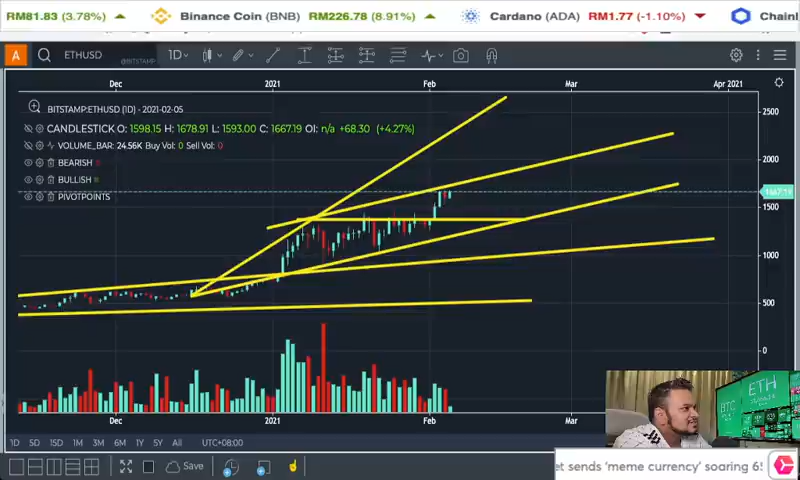 RM81.83 (3.78%) Binance Coin (BNB) RM226.78 (8.91%) Cardano (ADA) RM1.77 (-1.10%) Chainl
A ETHUSD @BITSTAMP 1D
Dec 2021 Feb Mar Apr 2021
BITSTAMP:ETHUSD (1D) - 2021-02-05
CANDLESTICK O: 1598.15 H: 1678.91 L: 1593.00 C: 1667.19 OI: n/a +68.30 (+4.27%)
VOLUME_BAR: 24.56K Buy Vol: 0 Sell Vol: 0
BEARISH
BULLISH
PIVOTPOINTS
2500
2000
1667.19
1500
1000
500
0
ETH
BTC
Dec 2021 Feb Mar
1D 5D 15D 1M 3M 6M 1Y 5Y All UTC+08:00
Save
et sends 'meme currency' soaring 65